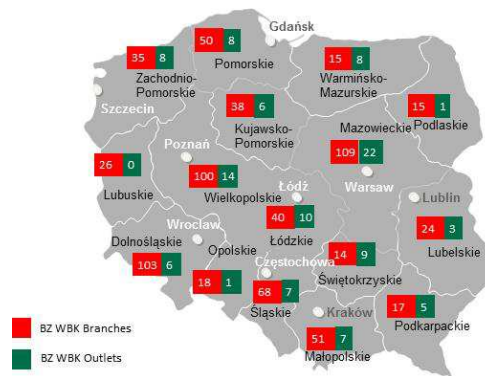 Gdańsk
50 8
Pomorskie
35 8
Zachodnio-
Pomorskie
15 8
Warmińsko-
Mazurskie
Szczecin
38 6
Kujawsko-
Pomorskie
15 1
Podlaskie
Mazowieckie
109 22
Warsaw
Poznań
100 14
Wielkopolskie
26 0
Lubuskie
Łódź
40 10
Łódzkie
Lublin
24 3
Lubelskie
Wrocław
Dolnośląskie
103 6
Opolskie
18 1
Częstochowa
68 7
Śląskie
14 9
Świętokrzyskie
Kraków
51 7
Małopolskie
17 5
Podkarpackie
BZ WBK Branches
BZ WBK Outlets